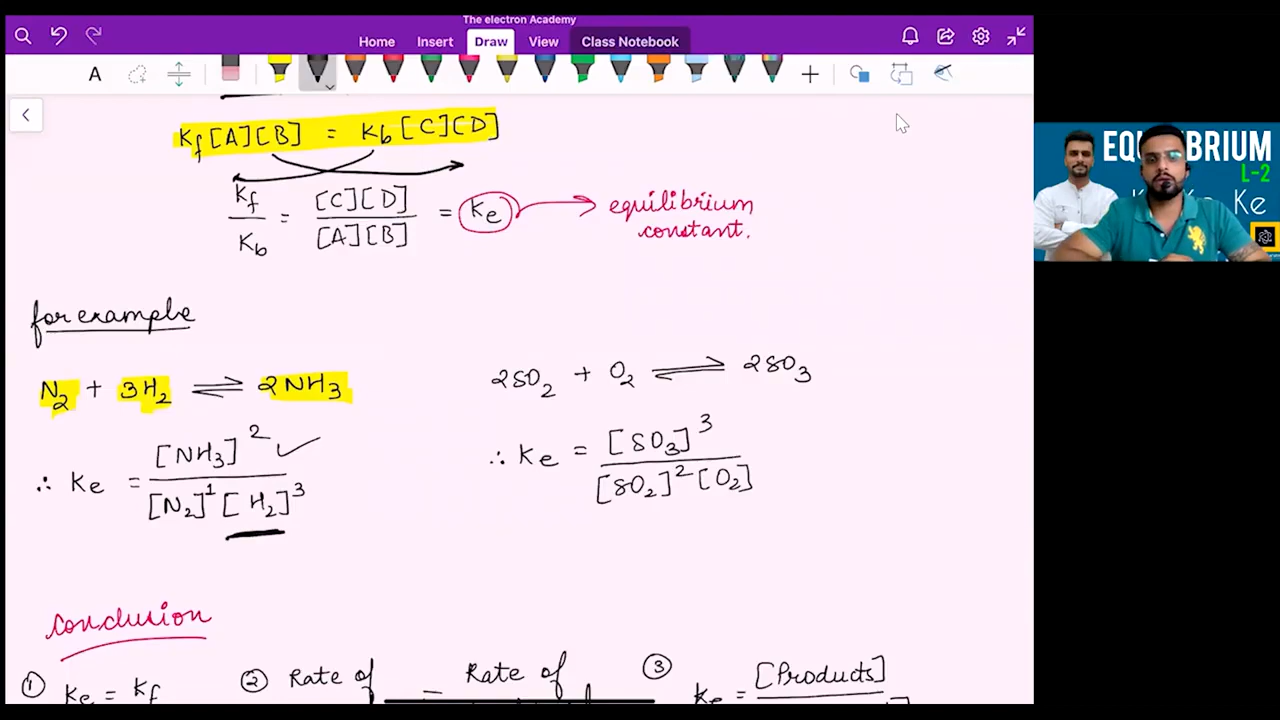 The electron Academy
Home Insert Draw View Class Notebook
A
EQUILIBRIUM
L-2
Ke
Kf[A][B] = Kb[C][D]
Kf/Kb = [C][D]/[A][B] = Ke → equilibrium constant.
for example
N2 + 3H2 ⇌ 2NH3
2SO2 + O2 ⇌ 2SO3
∴ Ke = [NH3]^2 ✓ / [N2]^1 [H2]^3
∴ Ke = [SO3]^3 / [SO2]^2 [O2]
Conclusion
① Ke = Kf
② Rate of = Rate of
③ Ke = [Products]